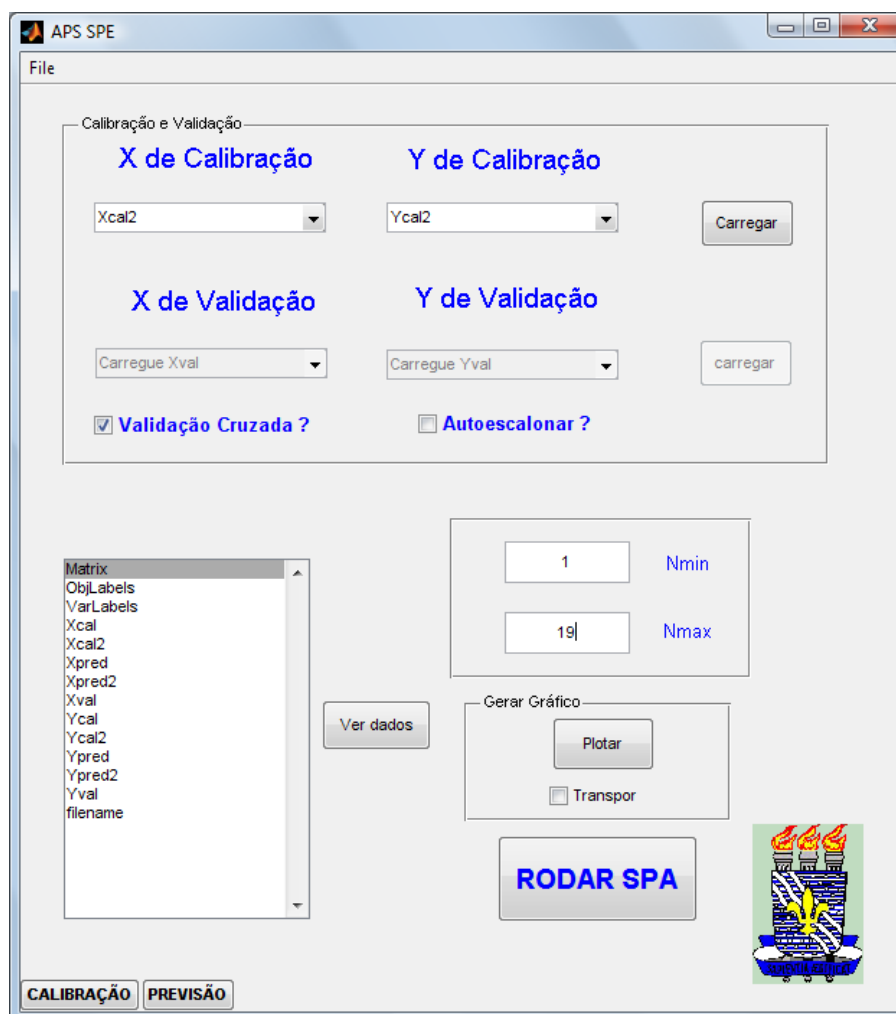 APS SPE
File
Calibração e Validação
X de Calibração
Y de Calibração
Xcal2
Ycal2
Carregar
X de Validação
Y de Validação
Carregue Xval
Carregue Yval
carregar
Validação Cruzada ?
Autoescalonar ?
1
Nmin
19
Nmax
Matrix
ObjLabels
VarLabels
Xcal
Xcal2
Xpred
Xpred2
Xval
Ycal
Ycal2
Ypred
Ypred2
Yval
filename
Ver dados
Gerar Gráfico
Plotar
Transpor
RODAR SPA
CALIBRAÇÃO
PREVISÃO